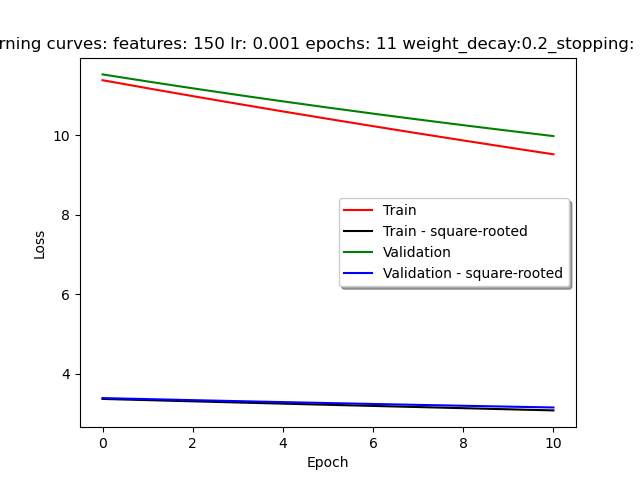 rning curves: features: 150 lr: 0.001 epochs: 11 weight_decay:0.2_stopping:
10
8
6
4
Loss
Train
Train - square-rooted
Validation
Validation - square-rooted
0 2 4 6 8 10
Epoch